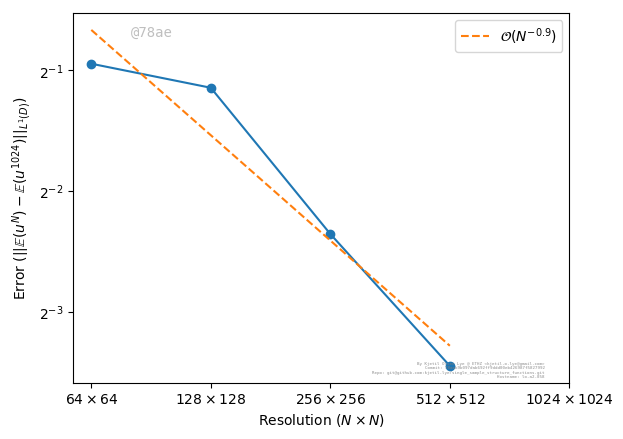 @78ae
𝒪(N^{-0.9})
2^{-1}
2^{-2}
2^{-3}
Error (||𝔼(u^N) − 𝔼(u^{1024})||_{L^1(D)})
64 × 64
128 × 128
256 × 256
512 × 512
1024 × 1024
Resolution (N × N)